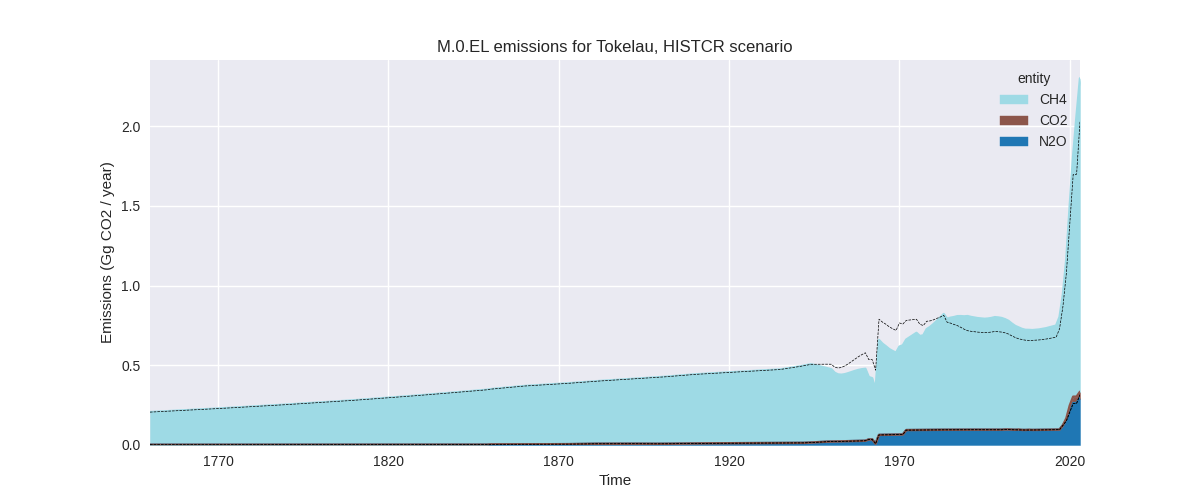 M.0.EL emissions for Tokelau, HISTCR scenario
entity
CH4
CO2
N2O
Emissions (Gg CO2 / year)
2.0
1.5
1.0
0.5
0.0
1770 1820 1870 1920 1970 2020
Time